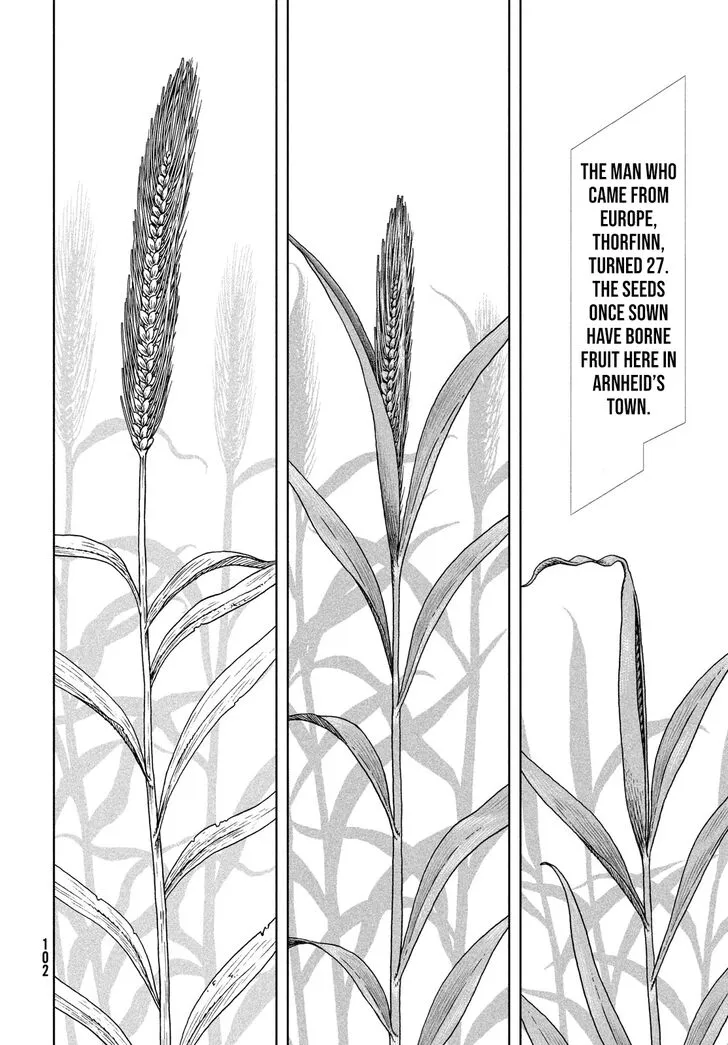 THE MAN WHO
CAME FROM
EUROPE,
THORFINN,
TURNED 27.
THE SEEDS
ONCE SOWN
HAVE BORNE
FRUIT HERE IN
ARNHEID'S
TOWN.
102